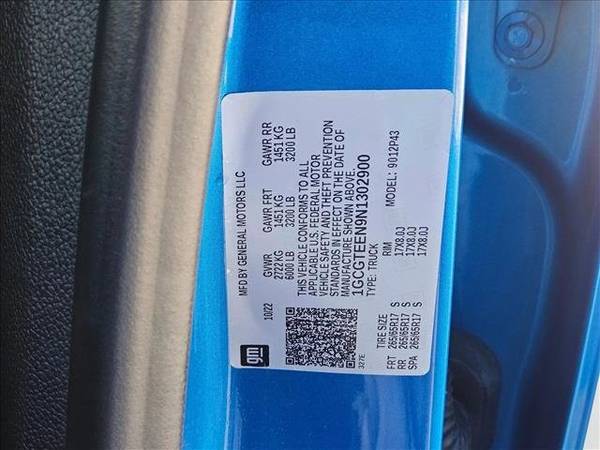 gm
MFD BY GENERAL MOTORS LLC
10/22 GVWR GAWR FRT GAWR RR
2722 KG 1451 KG 1451 KG
6000 LB 3200 LB 3200 LB
THIS VEHICLE CONFORMS TO ALL
APPLICABLE U.S. FEDERAL MOTOR
VEHICLE SAFETY AND THEFT PREVENTION
STANDARDS IN EFFECT ON THE DATE OF
MANUFACTURE SHOWN ABOVE.
1GCGTEEN9N1302900
TYPE: TRUCK
327E MODEL: 9012P43
TIRE SIZE RIM
FRT 265/65R17 S 17X8.0J
RR 265/65R17 S 17X8.0J
SPA 265/65R17 S 17X8.0J